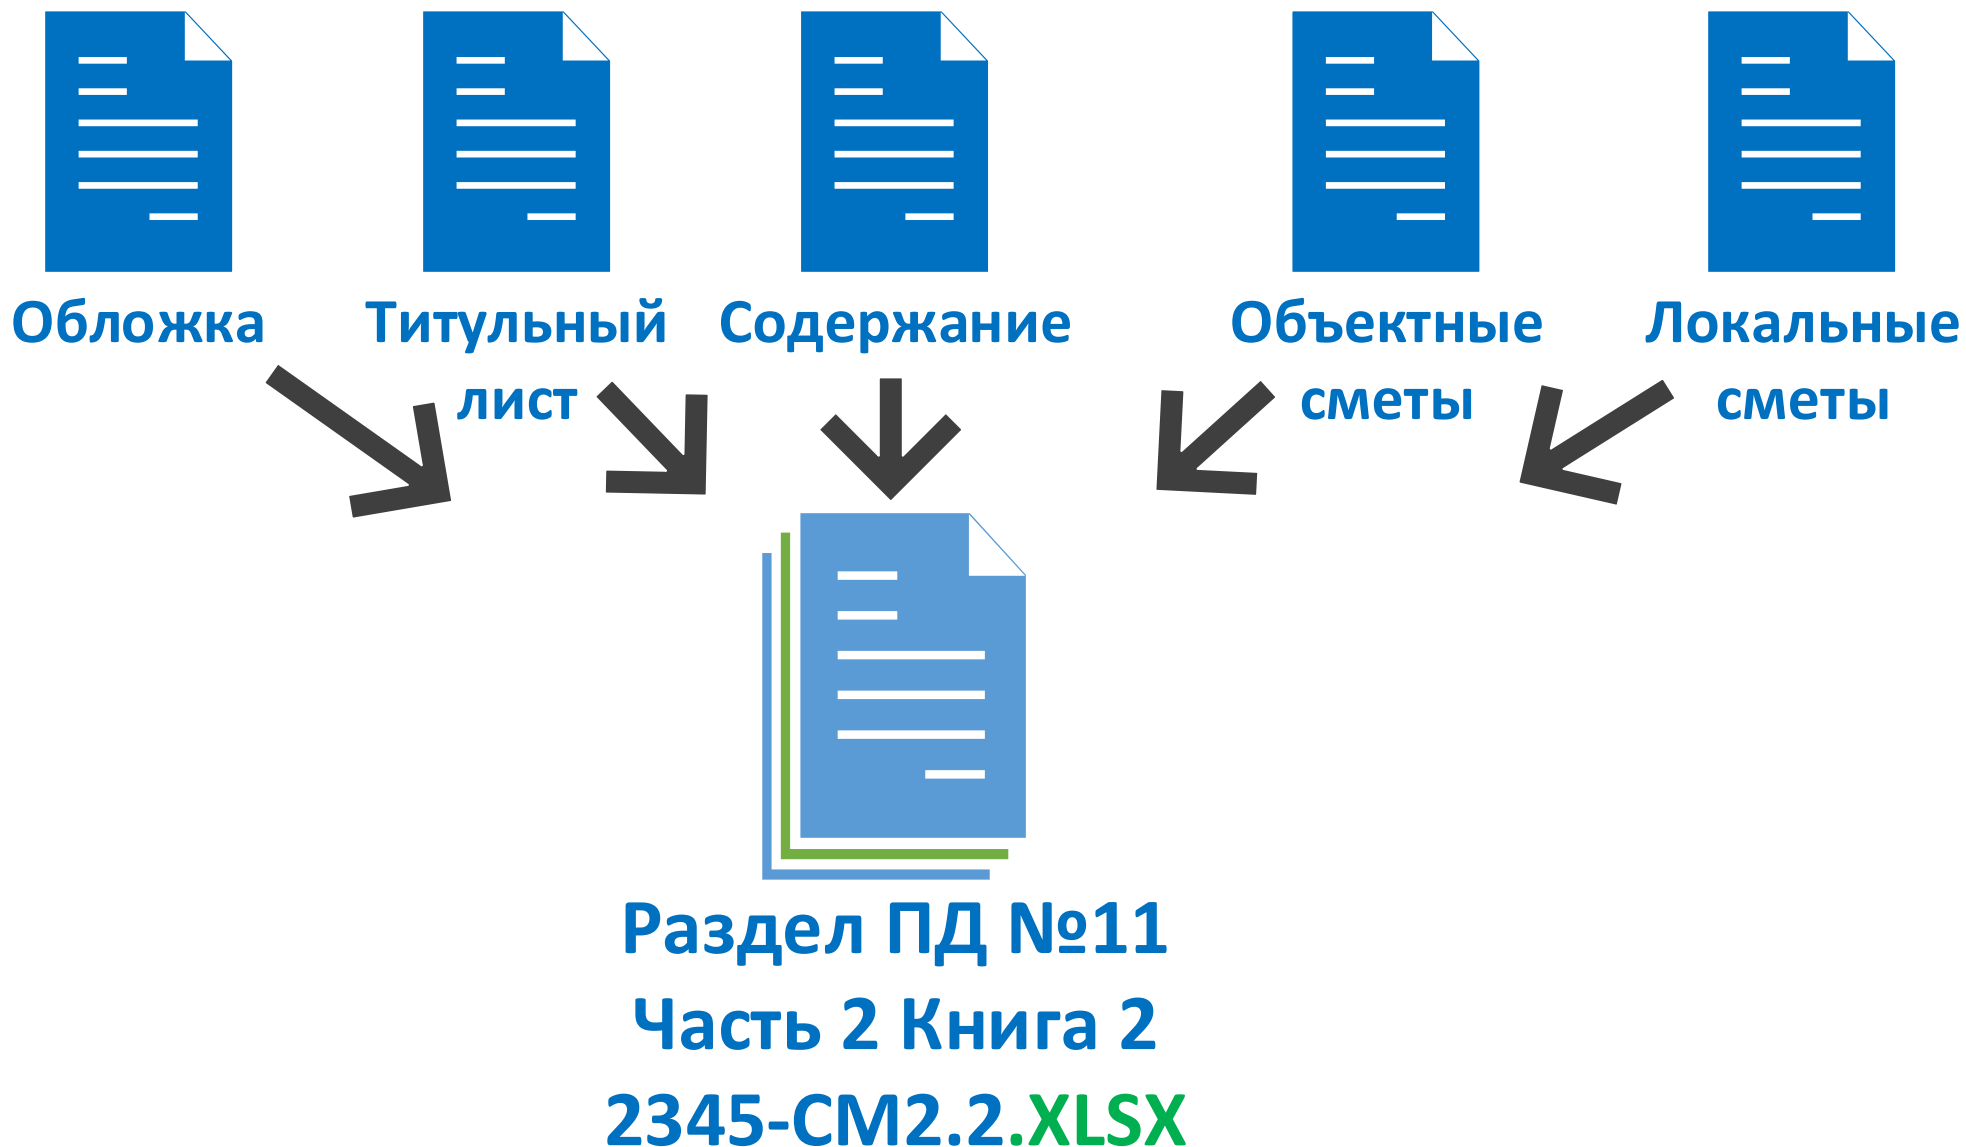 Обложка
Титульный
лист
Содержание
Объектные
сметы
Локальные
сметы
Раздел ПД №11
Часть 2 Книга 2
2345-СМ2.2.XLSX